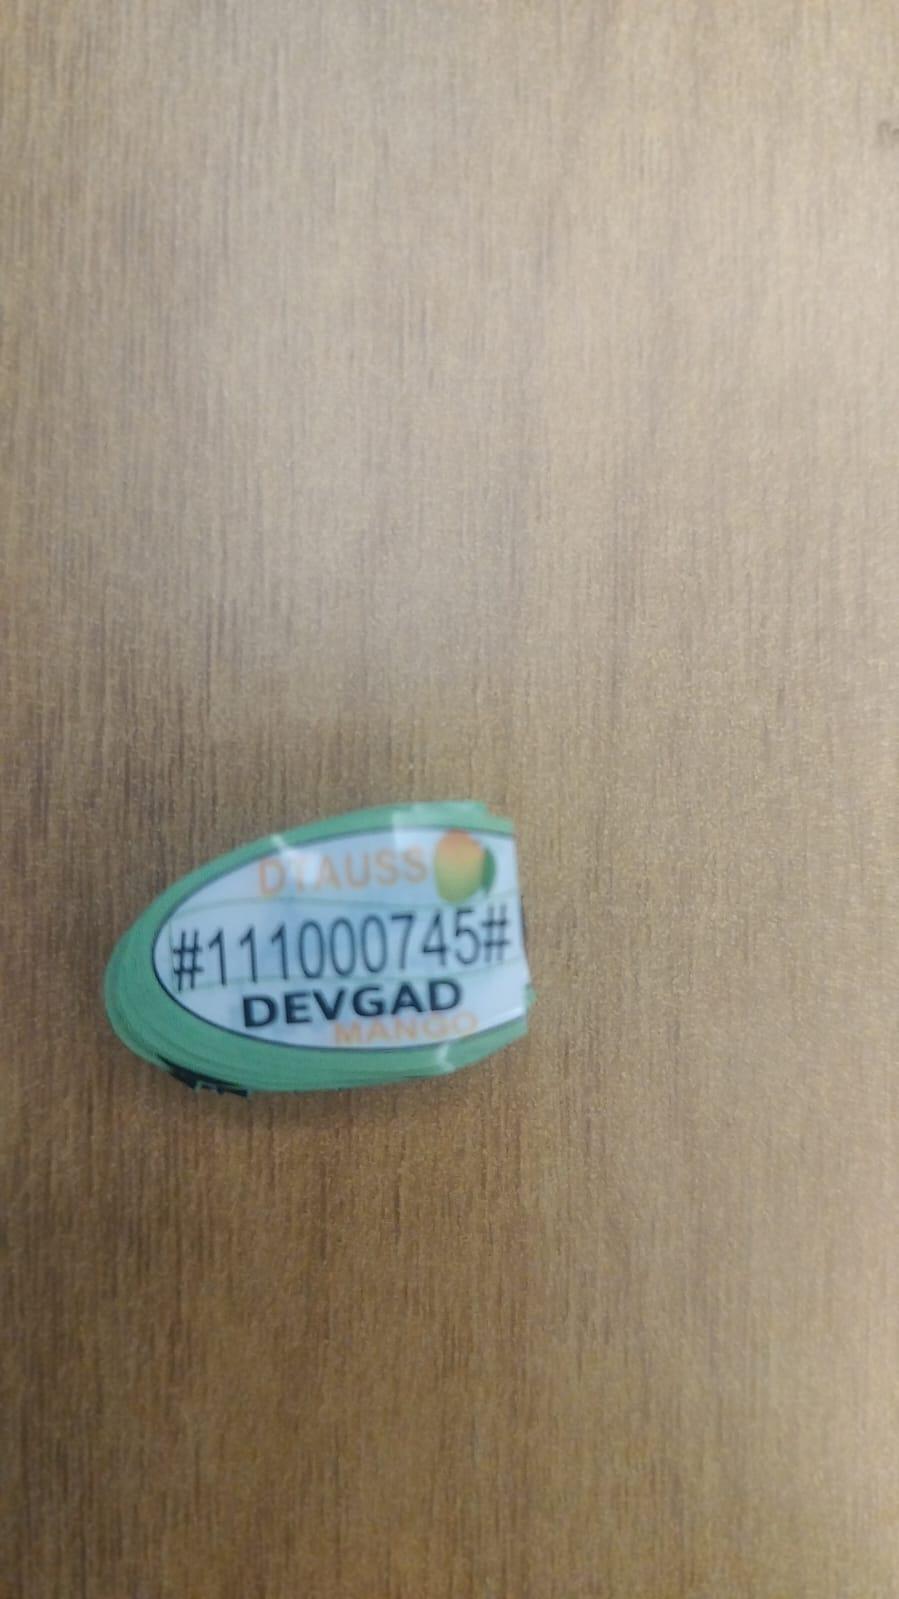 DTAUSS
#111000745#
DEVGAD
MANGO